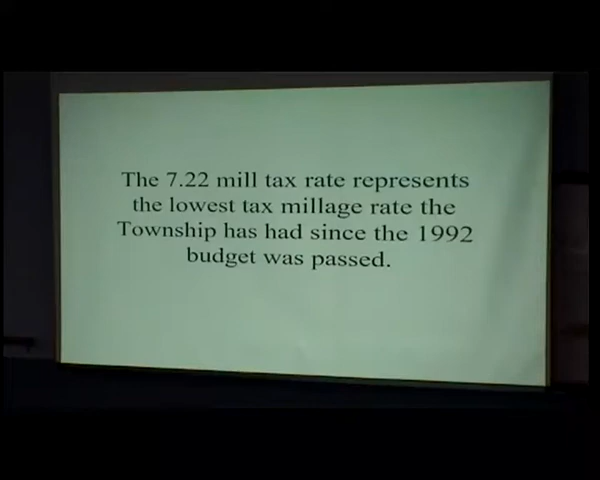 The 7.22 mill tax rate represents
the lowest tax millage rate the
Township has had since the 1992
budget was passed.